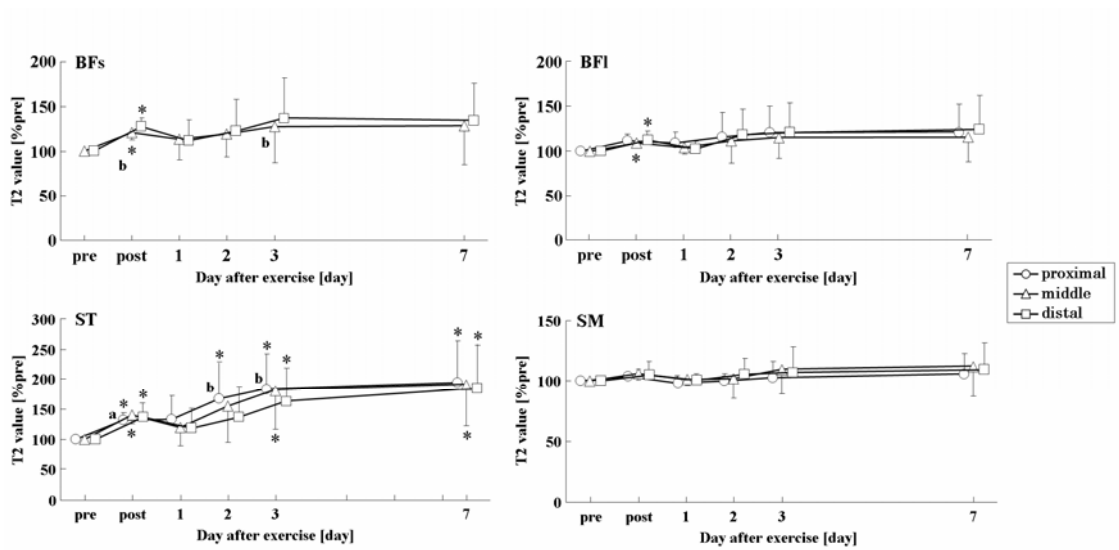 BFs
200
150
100
50
0
T2 value [%pre]
*
*
b
b
pre post 1 2 3 7
Day after exercise [day]
BFl
200
150
100
50
0
T2 value [%pre]
*
*
pre post 1 2 3 7
Day after exercise [day]
proximal
middle
distal
ST
300
250
200
150
100
50
0
T2 value [%pre]
a
*
*
*
b
*
b
*
*
*
*
*
pre post 1 2 3 7
Day after exercise [day]
SM
150
100
50
0
T2 value [%pre]
pre post 1 2 3 7
Day after exercise [day]